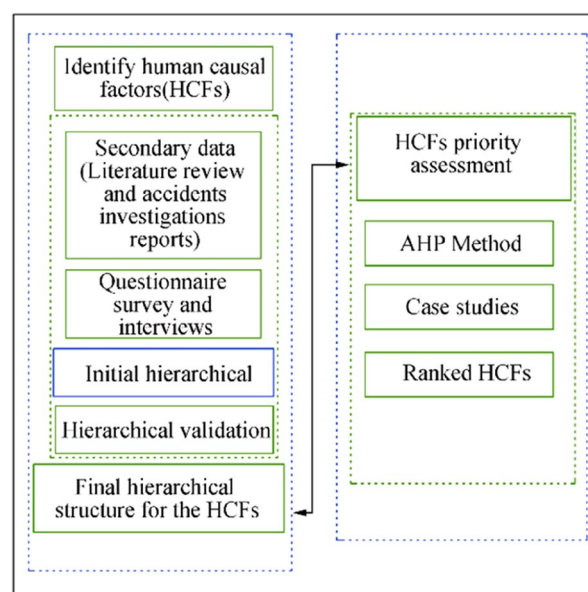 Identify human causal
factors(HCFs)
Secondary data
(Literature review
and accidents
investigations
reports)
Questionnaire
survey and
interviews
Initial hierarchical
Hierarchical validation
Final hierarchical
structure for the HCFs
HCFs priority
assessment
AHP Method
Case studies
Ranked HCFs